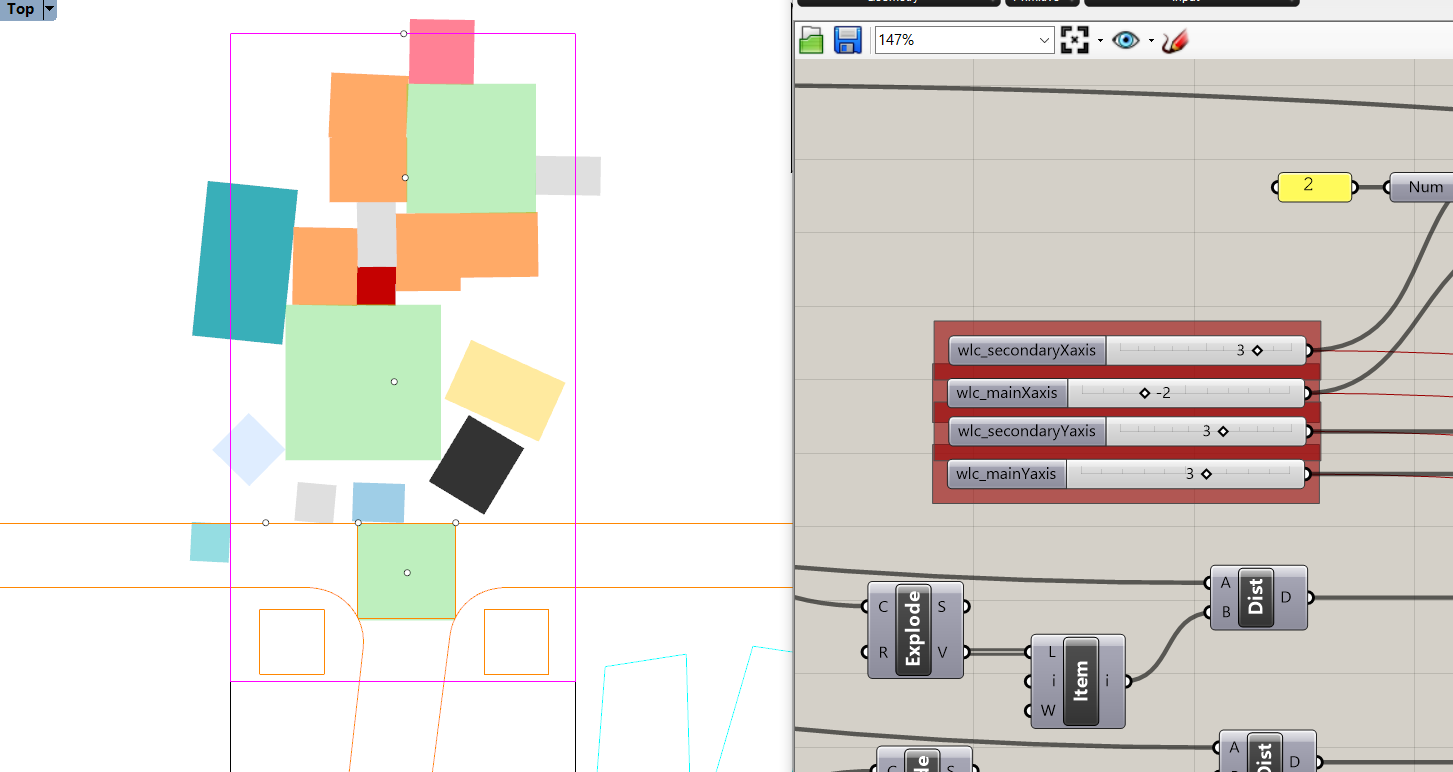 Top
147%
2
Num
wlc_secondaryXaxis
3
wlc_mainXaxis
-2
wlc_secondaryYaxis
3
wlc_mainYaxis
3
C
R
Explode
S
V
L
i
W
Item
i
A
B
Dist
D
A
Dist
D
C
S